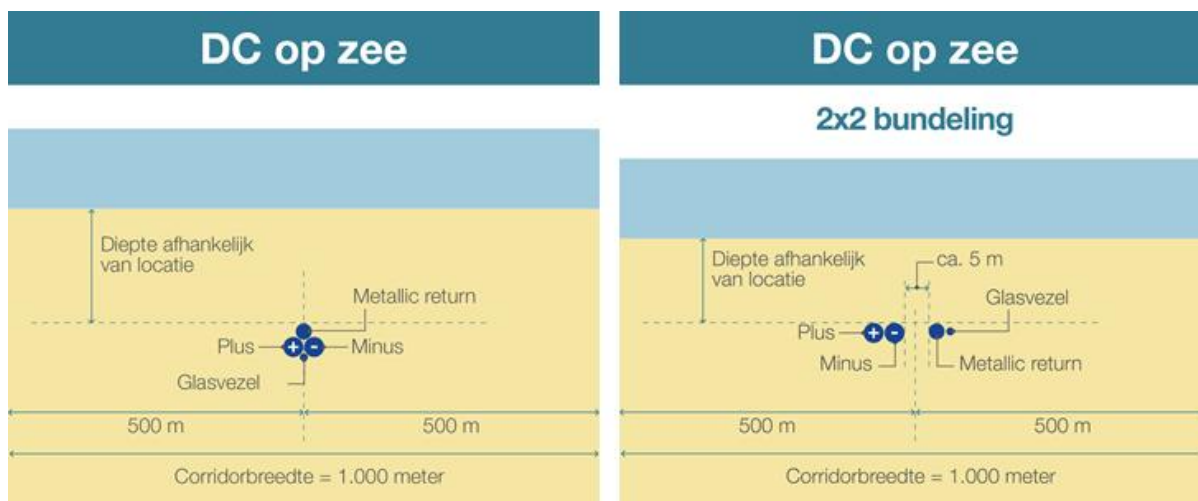 DC op zee
Diepte afhankelijk
van locatie
Metallic return
Plus
+
-
Minus
Glasvezel
500 m
500 m
Corridorbreedte = 1.000 meter
DC op zee
2x2 bundeling
Diepte afhankelijk
van locatie
ca. 5 m
Glasvezel
Plus
+
-
Minus
Metallic return
500 m
500 m
Corridorbreedte = 1.000 meter